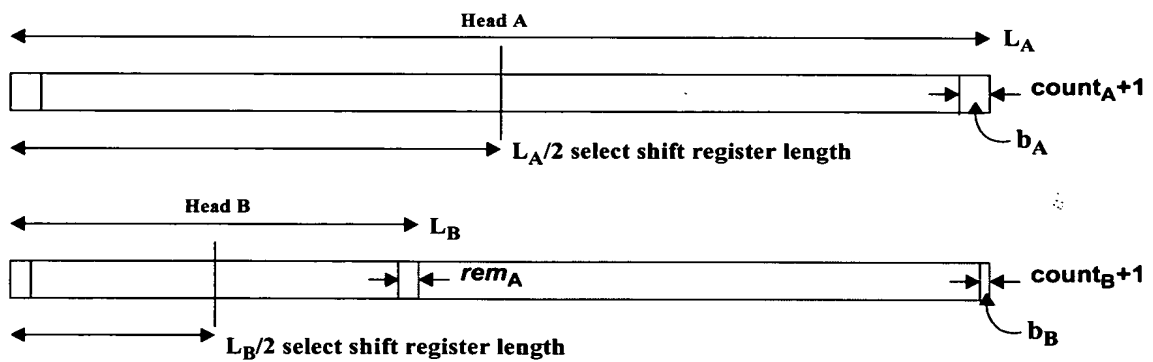 Head A
L_A
count_A+1
b_A
L_A/2 select shift register length
Head B
L_B
rem_A
count_B+1
b_B
L_B/2 select shift register length